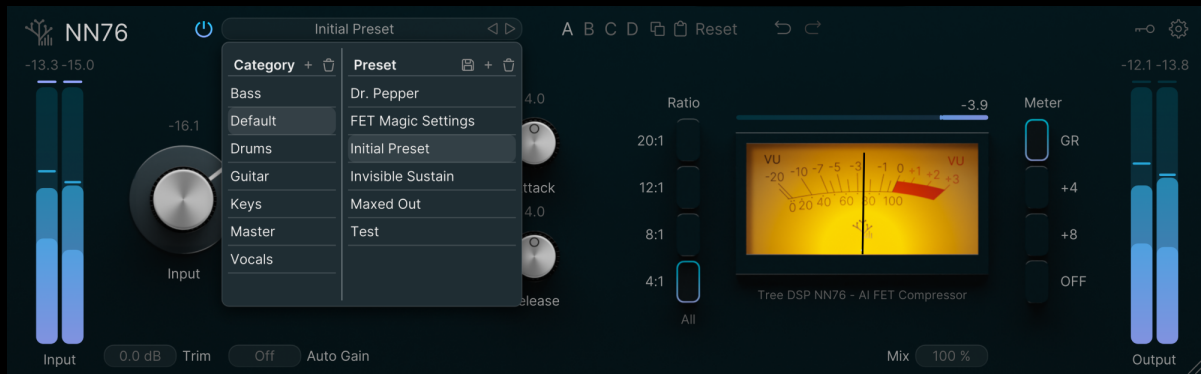 NN76
Initial Preset
A B C D Reset
-13.3 -15.0
-12.1 -13.8
Category +
Bass
Default
Drums
Guitar
Keys
Master
Vocals
Preset +
Dr. Pepper
FET Magic Settings
Initial Preset
Invisible Sustain
Maxed Out
Test
-16.1
Input
4.0
ttack
4.0
elease
Ratio
20:1
12:1
8:1
4:1
All
-3.9
VU VU
-20 -10 -7 -5 -3 -1 0 +1 +2 +3
0 20 40 60 80 100
Tree DSP NN76 - AI FET Compressor
Meter
GR
+4
+8
OFF
Input
0.0 dB Trim
Off Auto Gain
Mix 100 %
Output